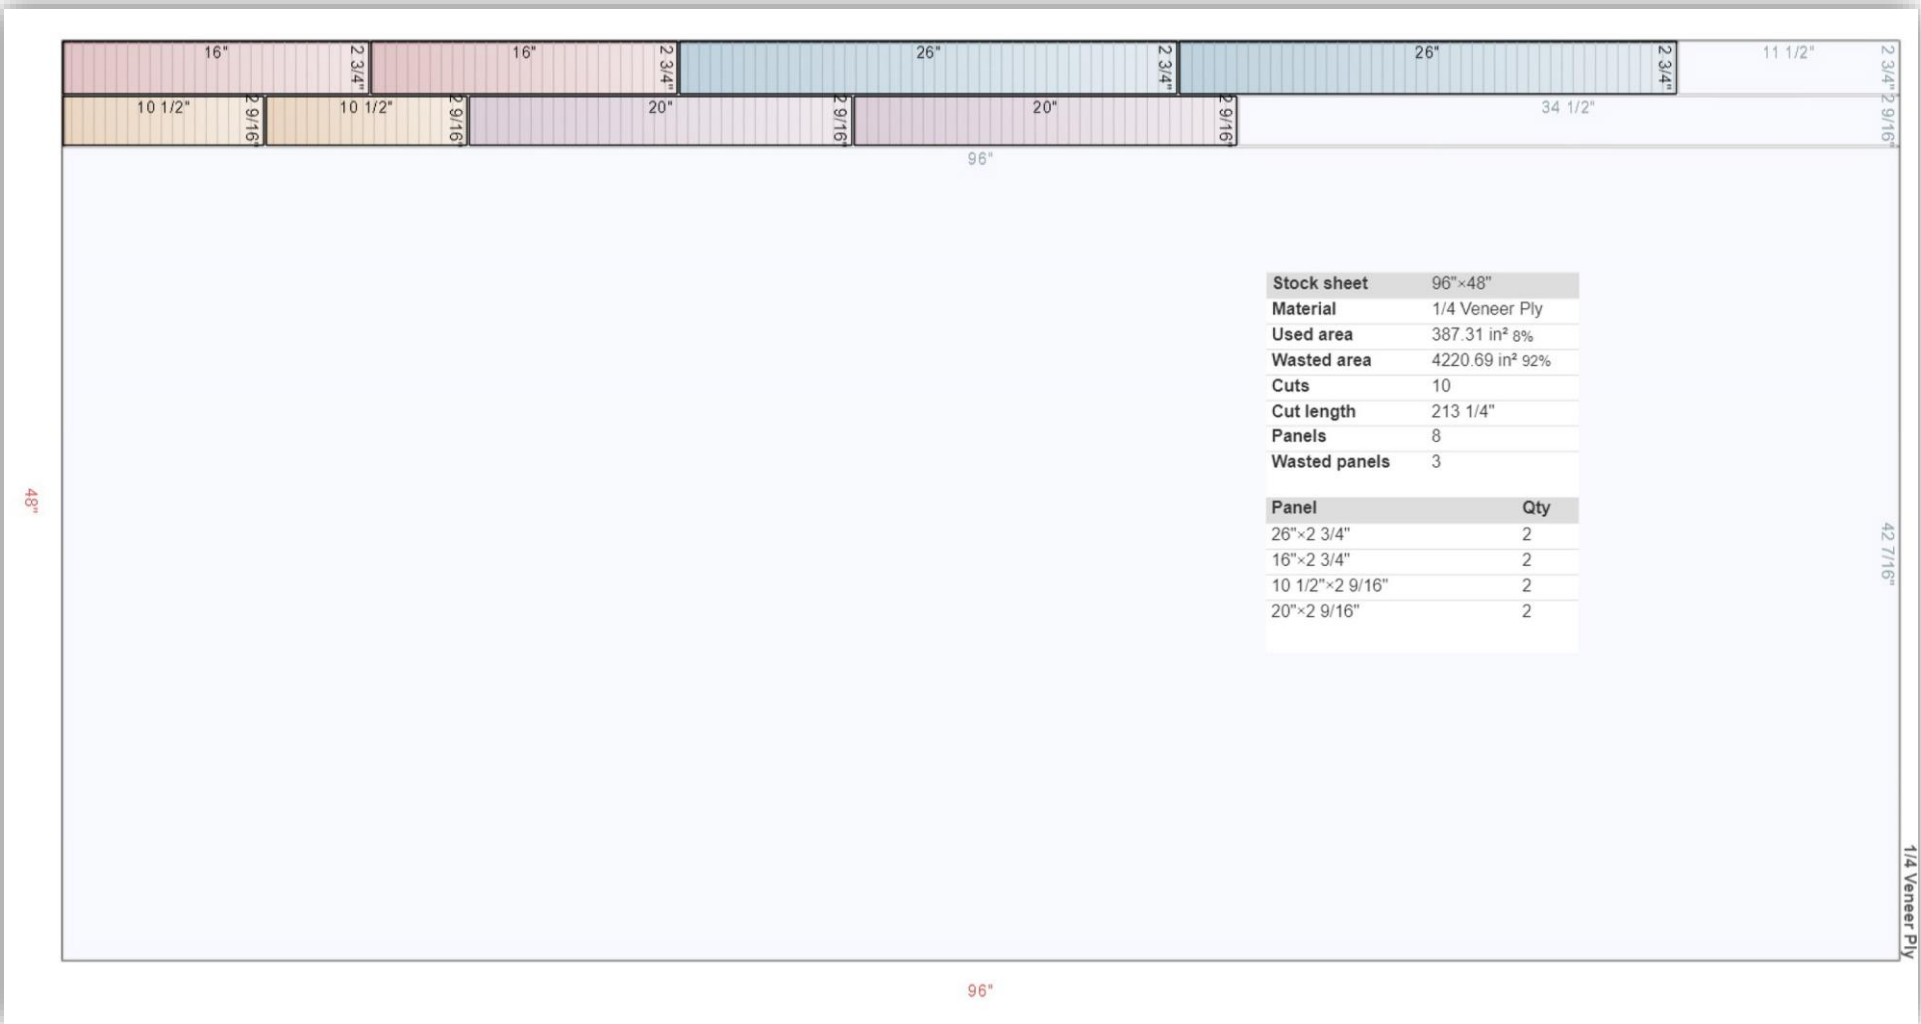 16" 2 3/4" 16" 2 3/4" 26" 2 3/4" 26" 2 3/4" 11 1/2" 2 3/4"
10 1/2" 2 9/16" 10 1/2" 2 9/16" 20" 2 9/16" 20" 2 9/16" 34 1/2" 2 9/16"
96"
Stock sheet 96"×48"
Material 1/4 Veneer Ply
Used area 387.31 in² 8%
Wasted area 4220.69 in² 92%
Cuts 10
Cut length 213 1/4"
Panels 8
Wasted panels 3
48"
Panel Qty
26"×2 3/4" 2
16"×2 3/4" 2
10 1/2"×2 9/16" 2
20"×2 9/16" 2
42 7/16"
1/4 Veneer Ply
96"